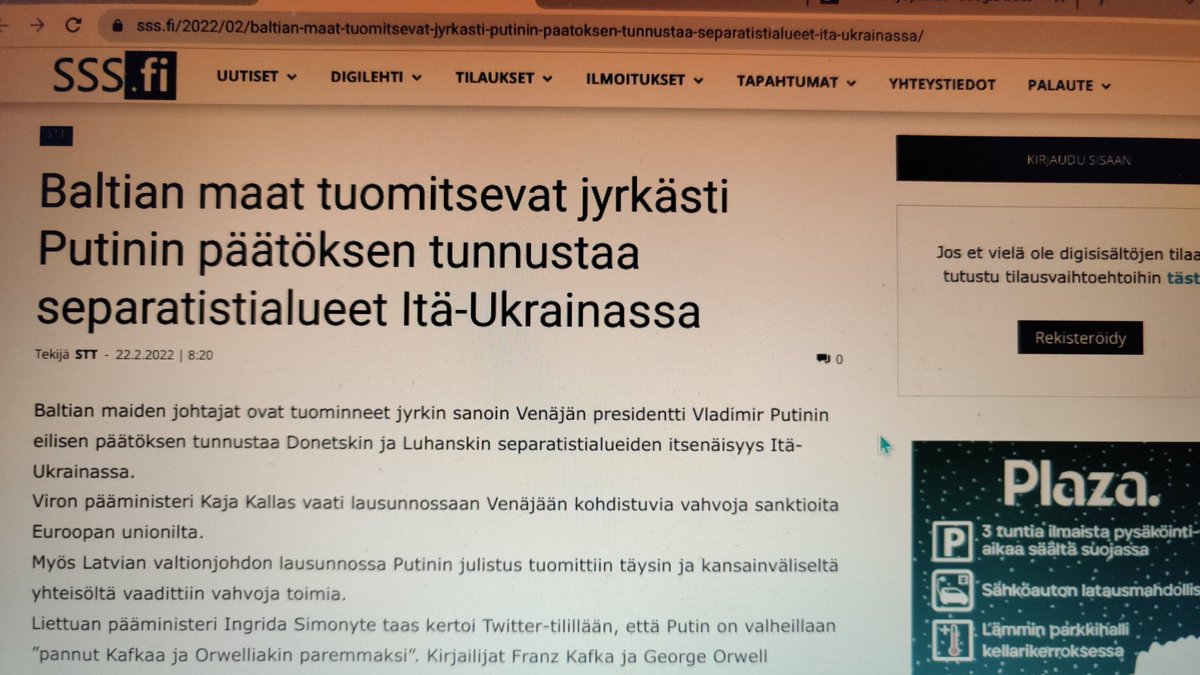 sss.fi/2022/02/baltian-maat-tuomitsevat-jyrkasti-putinin-paatoksen-tunnustaa-separatistialueet-ita-ukrainassa/
SSS.fi
UUTISET DIGILEHTI TILAUKSET ILMOITUKSET TAPAHTUMAT YHTEYSTIEDOT PALAUTE
STT
Baltian maat tuomitsevat jyrkästi
Putinin päätöksen tunnustaa
separatistialueet Itä-Ukrainassa
Tekijä STT - 22.2.2022 | 8:20
0
Baltian maiden johtajat ovat tuominneet jyrkin sanoin Venäjän presidentti Vladimir Putinin
eilisen päätöksen tunnustaa Donetskin ja Luhanskin separatistialueiden itsenäisyys Itä-
Ukrainassa.
Viron pääministeri Kaja Kallas vaati lausunnossaan Venäjään kohdistuvia vahvoja sanktioita
Euroopan unionilta.
Myös Latvian valtionjohdon lausunnossa Putinin julistus tuomittiin täysin ja kansainväliseltä
yhteisöltä vaadittiin vahvoja toimia.
Liettuan pääministeri Ingrida Simonyte taas kertoi Twitter-tilillään, että Putin on valheillaan
”pannut Kafkaa ja Orwelliakin paremmaksi”. Kirjailijat Franz Kafka ja George Orwell
KIRJAUDU SISÄÄN
Jos et vielä ole digisisältöjen tilaa
tutustu tilausvaihtoehtoihin täst
Rekisteröidy
Plaza.
P
3 tuntia ilmaista pysäköinti-
aikaa säältä suojassa
Sähköauton latausmahdollis
Lämmin parkkihalli
kellarikerroksessa